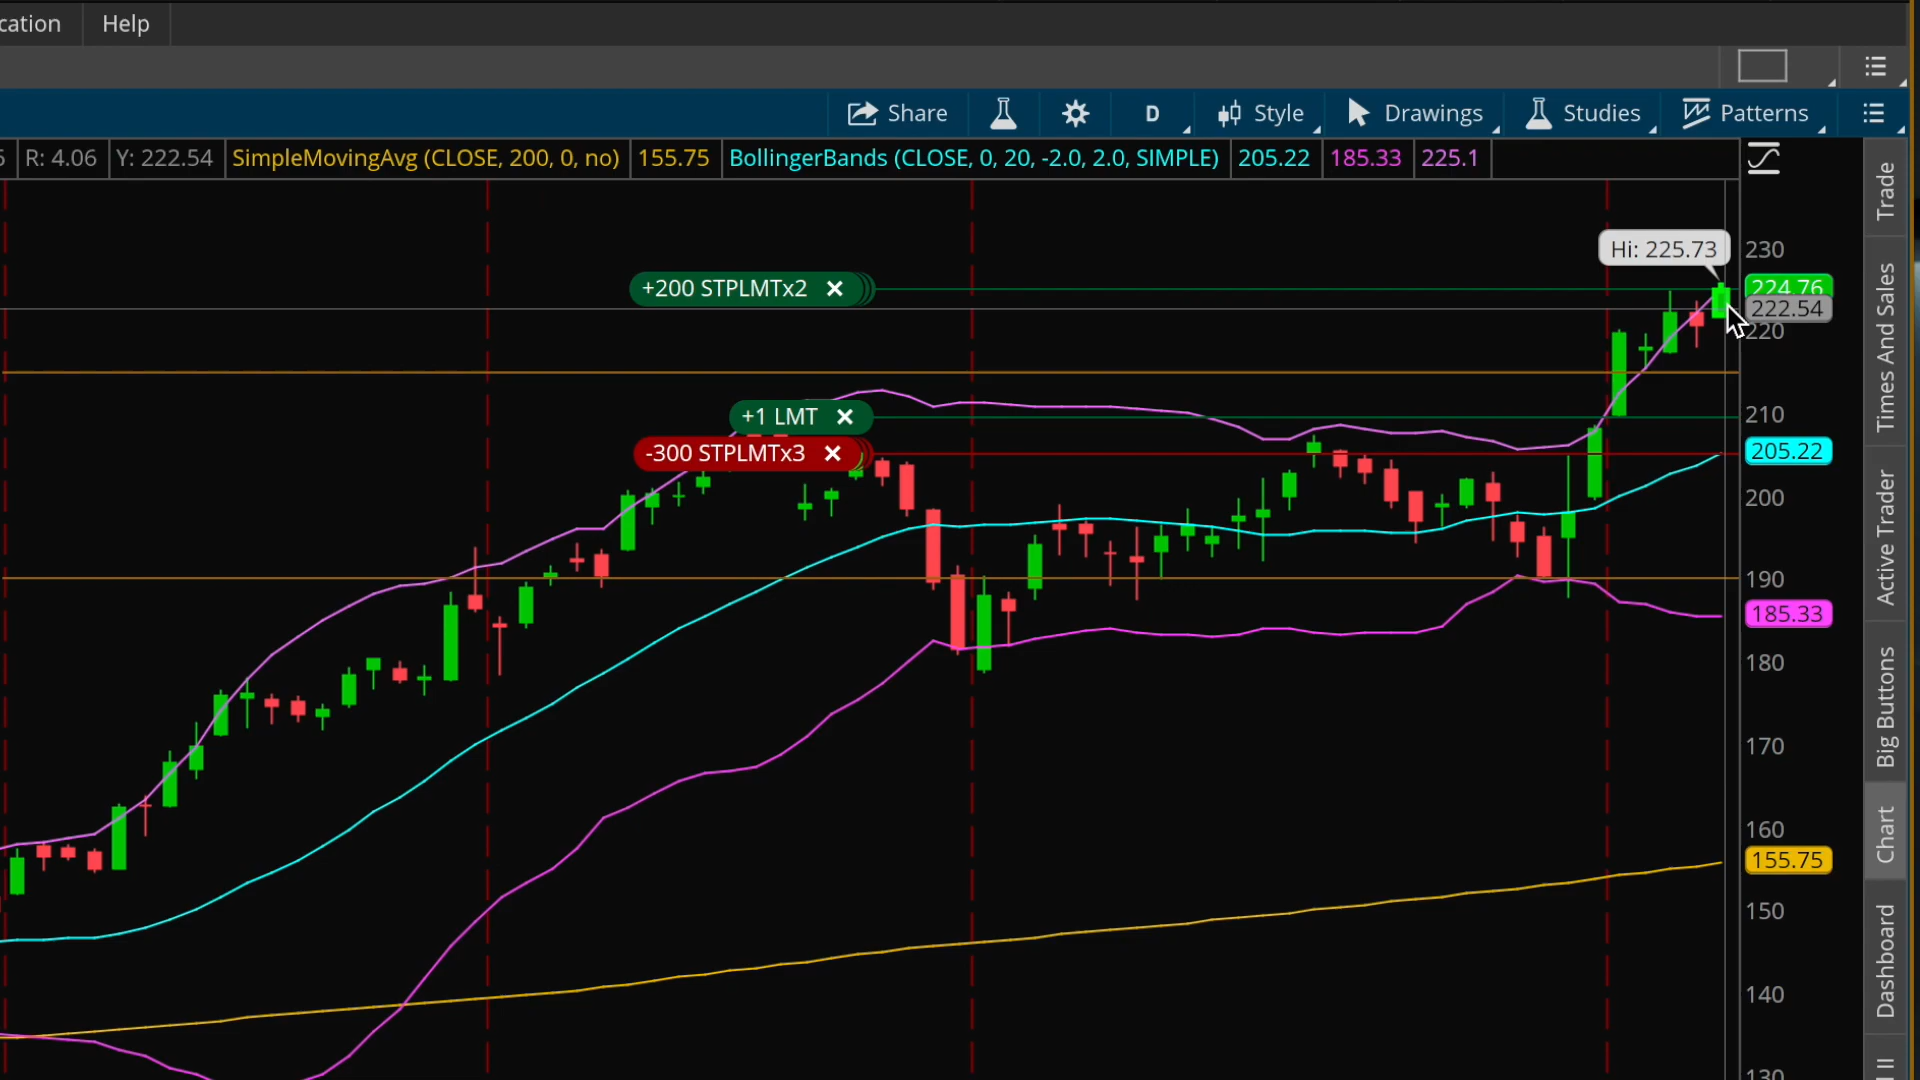 cation Help
Share D Style Drawings Studies Patterns
R: 4.06 Y: 222.54 SimpleMovingAvg (CLOSE, 200, 0, no) 155.75 BollingerBands (CLOSE, 0, 20, -2.0, 2.0, SIMPLE) 205.22 185.33 225.1
Hi: 225.73
230
+200 STPLMTx2
224.76
222.54
220
+1 LMT
210
-300 STPLMTx3
205.22
200
190
185.33
180
170
160
155.75
150
140
130
Trade
Times And Sales
Active Trader
Big Buttons
Chart
Dashboard